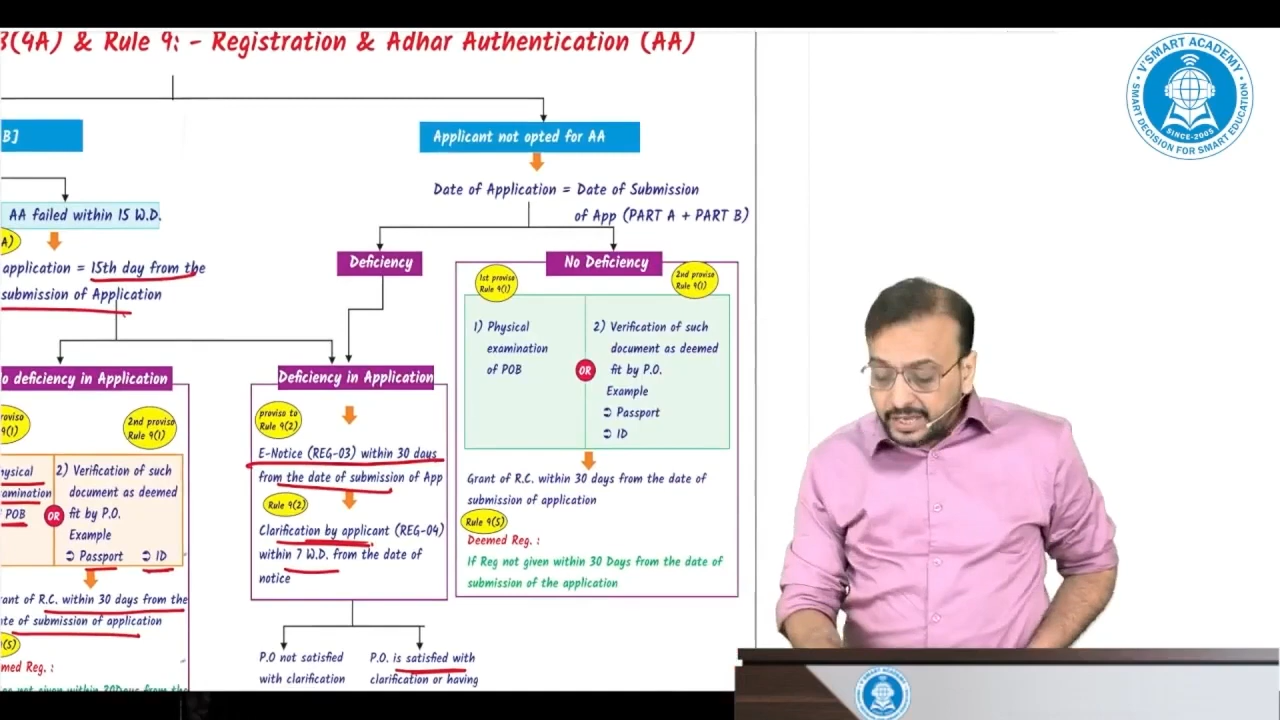 8(4A) & Rule 9: - Registration & Adhar Authentication (AA)
B]
Applicant not opted for AA
Date of Application = Date of Submission
of App (PART A + PART B)
AA failed within 15 W.D.
A)
application = 15th day from the
submission of Application
Deficiency
No Deficiency
1st proviso
Rule 9(1)
2nd proviso
Rule 9(1)
1) Physical
examination
of POB
OR
2) Verification of such
document as deemed
fit by P.O.
Example
➲ Passport
➲ ID
Grant of R.C. within 30 days from the date of
submission of application
Rule 9(5)
Deemed Reg. :
If Reg not given within 30 Days from the date of
submission of the application
o deficiency in Application
roviso
9(1)
2nd proviso
Rule 9(1)
hysical
amination
POB
OR
2) Verification of such
document as deemed
fit by P.O.
Example
➲ Passport ➲ ID
ant of R.C. within 30 days from the
te of submission of application
(5)
med Reg. :
not given within 30Days from the
Deficiency in Application
proviso to
Rule 9(2)
E-Notice (REG-03) within 30 days
from the date of submission of App
Rule 9(2)
Clarification by applicant (REG-04)
within 7 W.D. from the date of
notice
P.O not satisfied
with clarification
P.O. is satisfied with
clarification or having
V'SMART ACADEMY
SMART DECISION FOR SMART EDUCATION
SINCE-2005